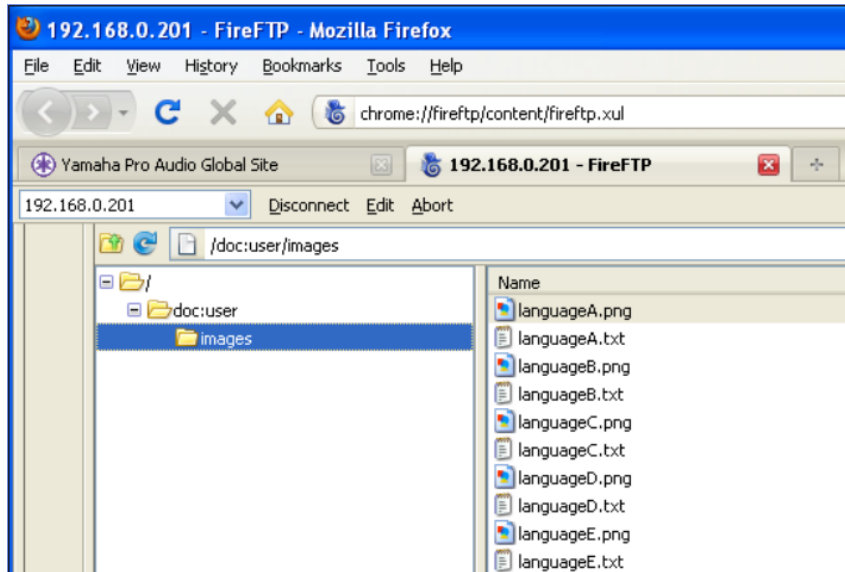 192.168.0.201 - FireFTP - Mozilla Firefox
File Edit View History Bookmarks Tools Help
chrome://fireftp/content/fireftp.xul
Yamaha Pro Audio Global Site
192.168.0.201 - FireFTP
192.168.0.201 Disconnect Edit Abort
/doc:user/images
/
doc:user
images
Name
languageA.png
languageA.txt
languageB.png
languageB.txt
languageC.png
languageC.txt
languageD.png
languageD.txt
languageE.png
languageE.txt